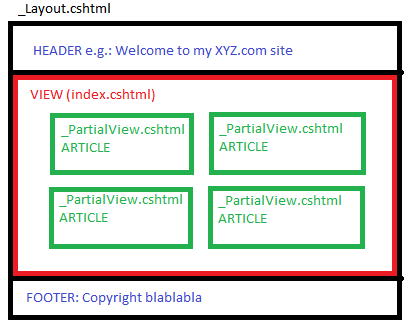 _Layout.cshtml
HEADER e.g.: Welcome to my XYZ.com site
VIEW (index.cshtml)
_PartialView.cshtml
ARTICLE
_PartialView.cshtml
ARTICLE
_PartialView.cshtml
ARTICLE
_PartialView.cshtml
ARTICLE
FOOTER: Copyright blablabla